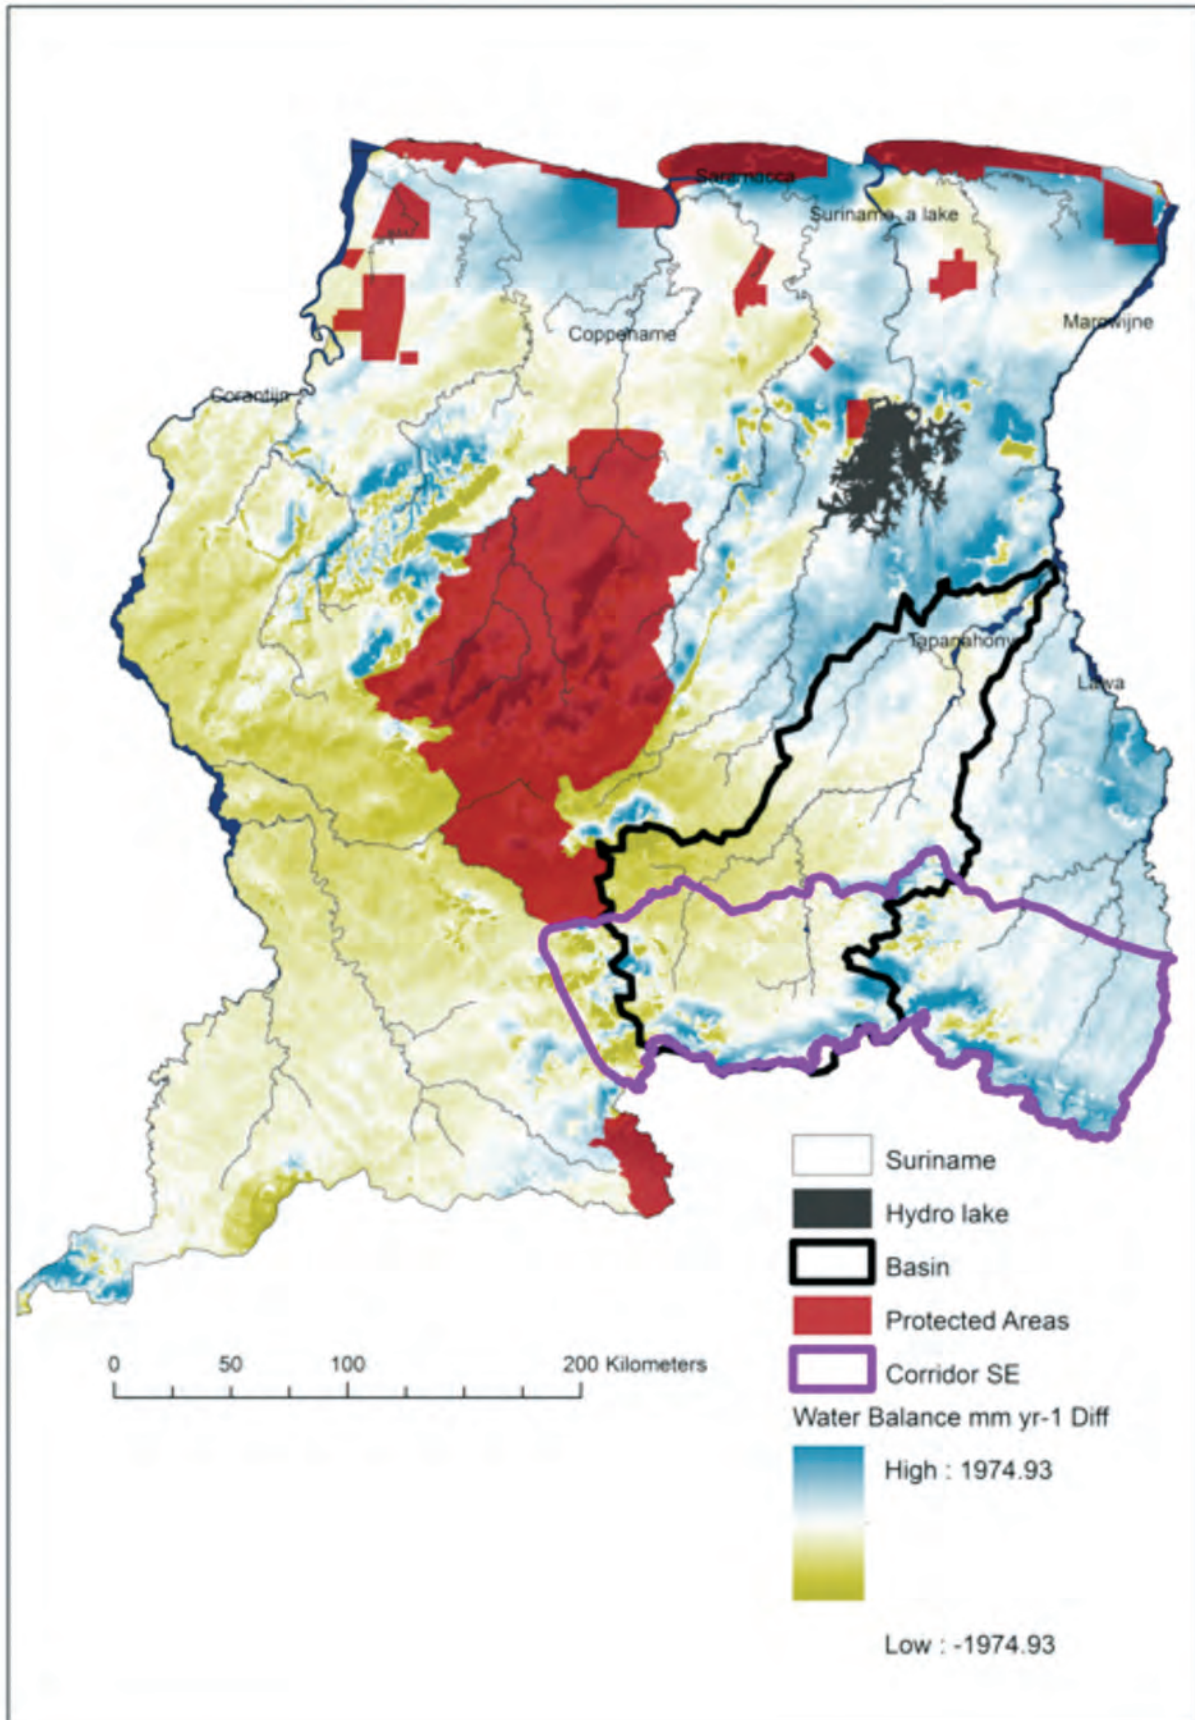 Saramacca
Suriname_a lake
Marowijne
Coppename
Corantijn
Tapanahony
Lawa
Suriname
Hydro lake
Basin
Protected Areas
0 50 100 200 Kilometers
Corridor SE
Water Balance mm yr-1 Diff
High : 1974.93
Low : -1974.93